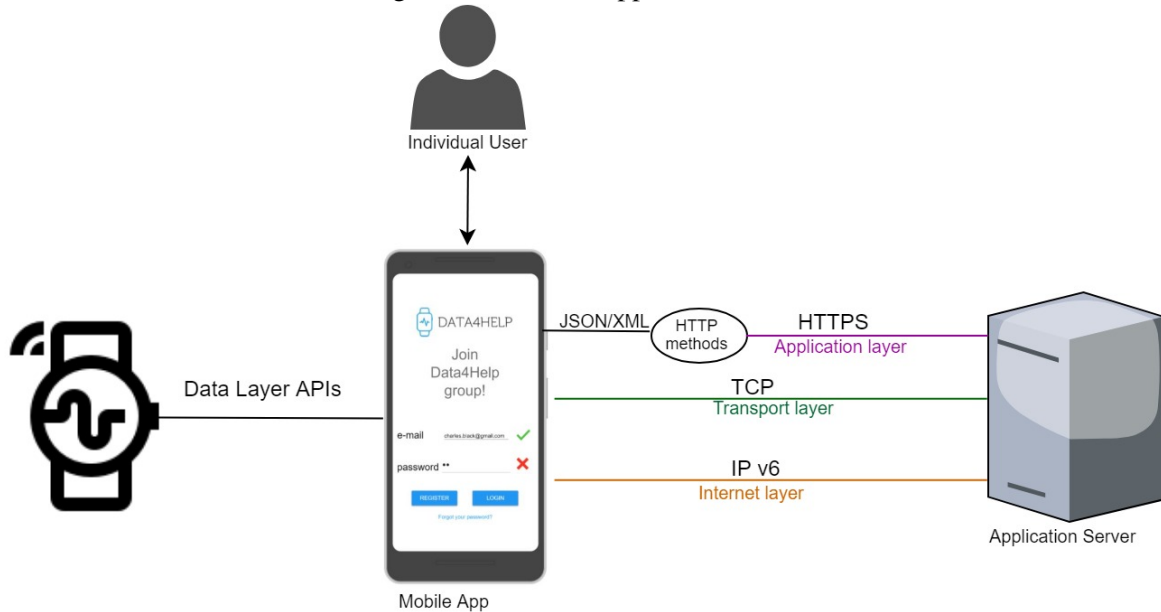 Individual User
DATA4HELP
Join
Data4Help
group!
e-mail
charles.brack@gmail.com
password ••
REGISTER
LOGIN
Forgot your password?
Mobile App
Data Layer APIs
JSON/XML
HTTP
methods
HTTPS
Application layer
TCP
Transport layer
IP v6
Internet layer
Application Server